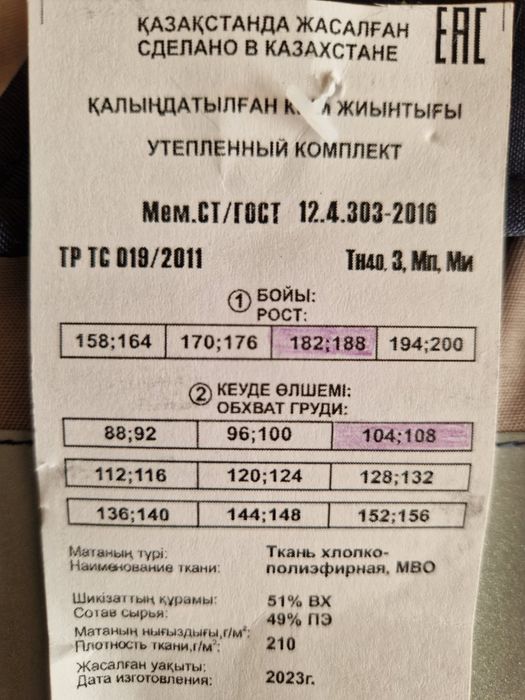 ҚАЗАҚСТАНДА ЖАСАЛҒАН
СДЕЛАНО В КАЗАХСТАНЕ
EAC
ҚАЛЫҢДАТЫЛҒАН ЖИЫНТЫҒЫ
УТЕПЛЕННЫЙ КОМПЛЕКТ
Мем.СТ/ГОСТ 12.4.303-2016
ТР ТС 019/2011 Тн40, З, Мп, Ми
1 БОЙЫ:
РОСТ:
158;164 170;176 182;188 194;200
2 КЕУДЕ ӨЛШЕМІ:
ОБХВАТ ГРУДИ:
88;92 96;100 104;108
112;116 120;124 128;132
136;140 144;148 152;156
Матаның түрі: Ткань хлопко-
Наименование ткани: полиэфирная, МВО
Шикізаттың құрамы: 51% ВХ
Сотав сырья: 49% ПЭ
Матаның нығыздығы,г/м²:
Плотность ткани,г/м²: 210
Жасалған уақыты:
Дата изготовления: 2023г.